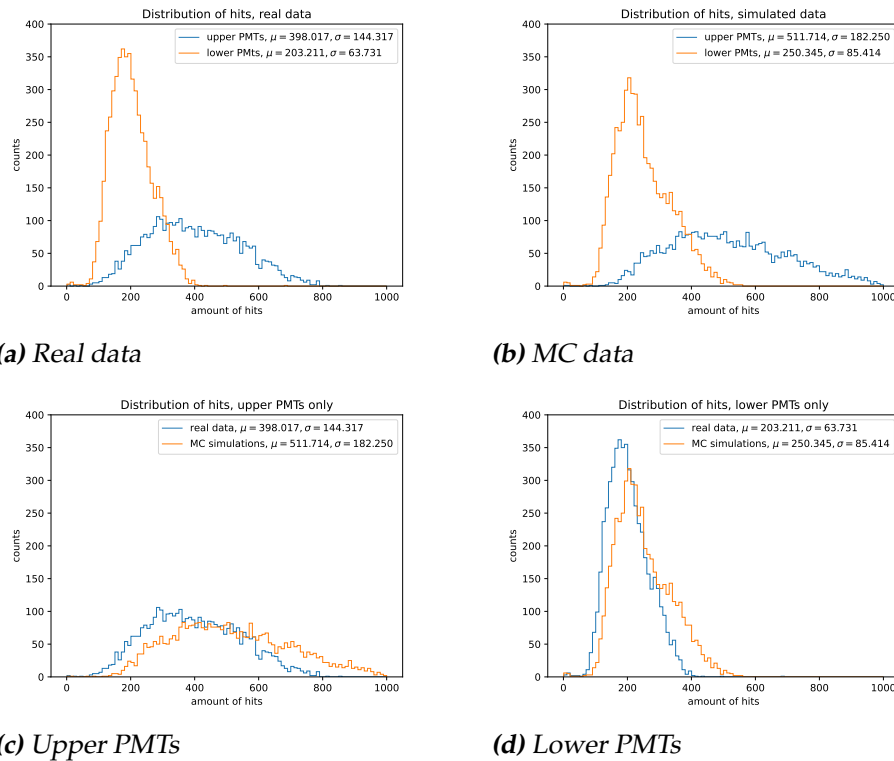 Distribution of hits, real data
400
350
300
250
200
150
100
50
0
counts
upper PMTs, μ = 398.017, σ = 144.317
lower PMts, μ = 203.211, σ = 63.731
0 200 400 600 800 1000
amount of hits
(a) Real data
Distribution of hits, simulated data
400
350
300
250
200
150
100
50
0
counts
upper PMTs, μ = 511.714, σ = 182.250
lower PMts, μ = 250.345, σ = 85.414
0 200 400 600 800 1000
amount of hits
(b) MC data
Distribution of hits, upper PMTs only
400
350
300
250
200
150
100
50
0
counts
real data, μ = 398.017, σ = 144.317
MC simulations, μ = 511.714, σ = 182.250
0 200 400 600 800 1000
amount of hits
(c) Upper PMTs
Distribution of hits, lower PMTs only
400
350
300
250
200
150
100
50
0
counts
real data, μ = 203.211, σ = 63.731
MC simulations, μ = 250.345, σ = 85.414
0 200 400 600 800 1000
amount of hits
(d) Lower PMTs